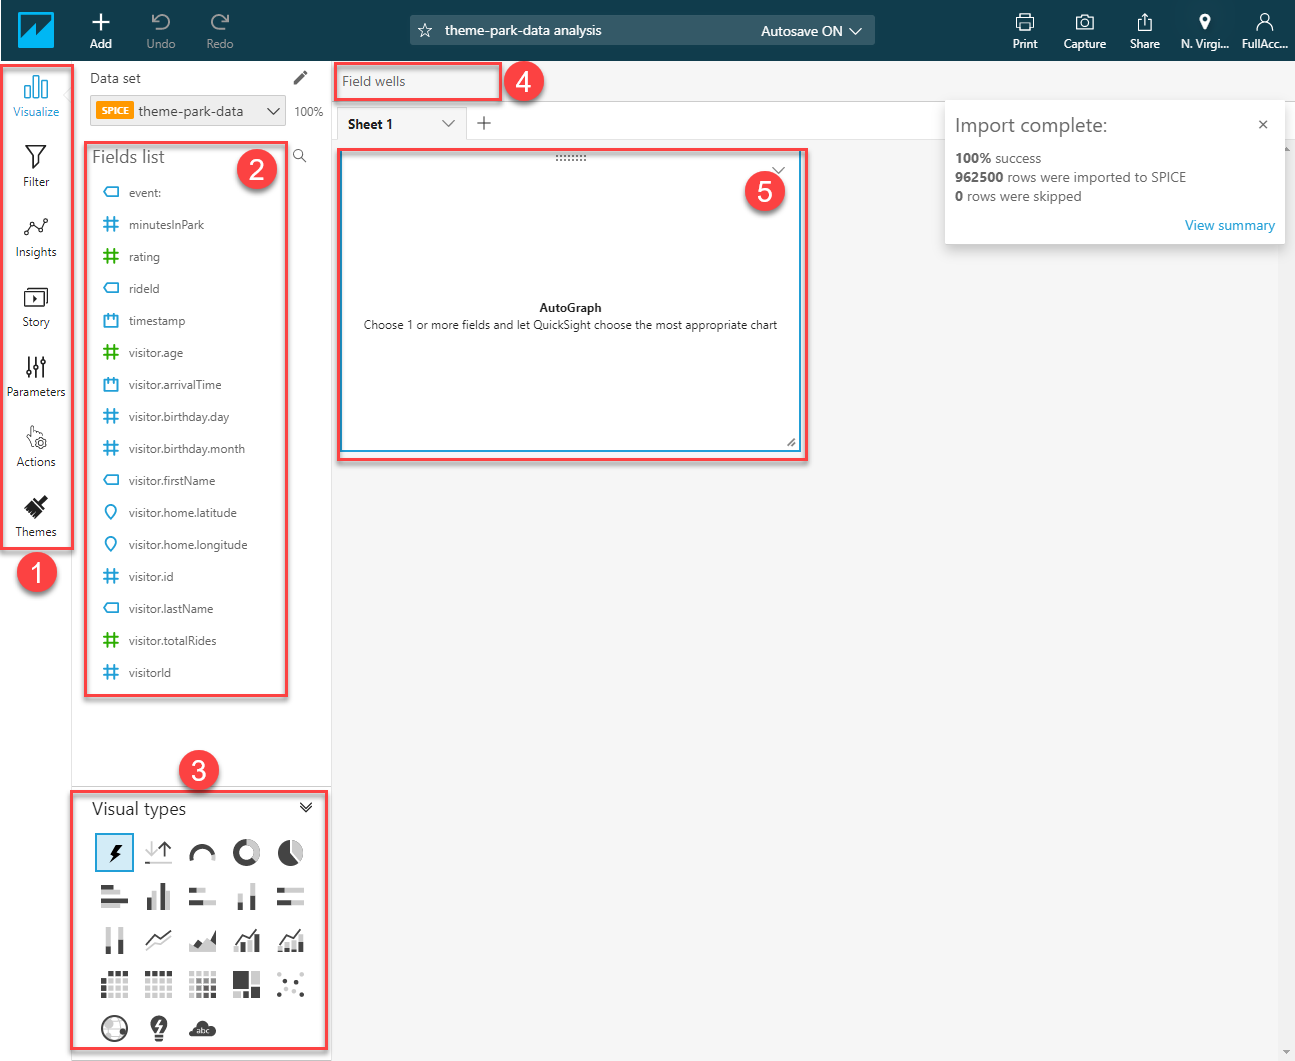 Add
Undo
Redo
theme-park-data analysis
Autosave ON
Print
Capture
Share
N. Virgi...
FullAcc...
Visualize
Filter
Insights
Story
Parameters
Actions
Themes
1
Data set
SPICE theme-park-data
100%
Fields list
2
event:
minutesInPark
rating
rideId
timestamp
visitor.age
visitor.arrivalTime
visitor.birthday.day
visitor.birthday.month
visitor.firstName
visitor.home.latitude
visitor.home.longitude
visitor.id
visitor.lastName
visitor.totalRides
visitorId
3
Visual types
abc
Field wells
4
Sheet 1
5
AutoGraph
Choose 1 or more fields and let QuickSight choose the most appropriate chart
Import complete:
100% success
962500 rows were imported to SPICE
0 rows were skipped
View summary